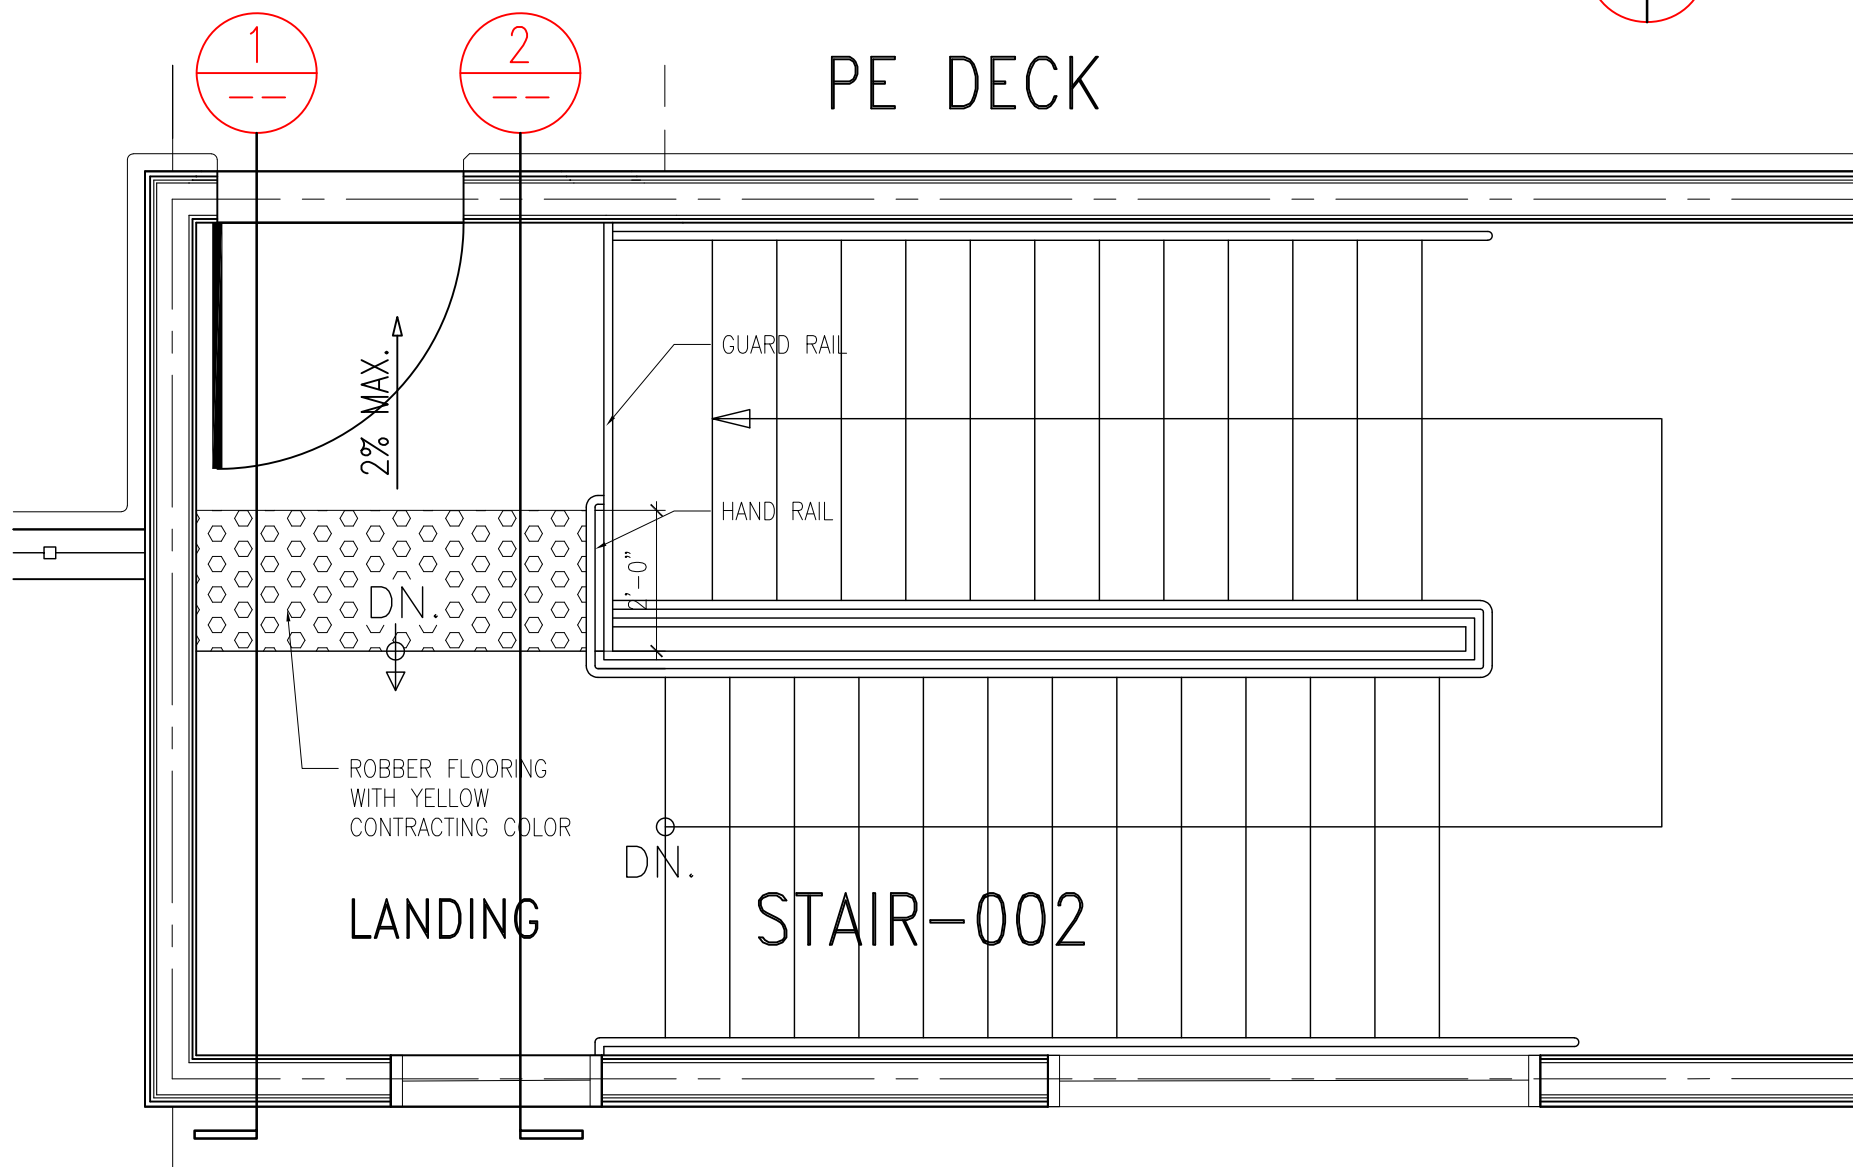 1
--
2
--
PE DECK
2% MAX.
GUARD RAIL
HAND RAIL
2'-0"
DN.
ROBBER FLOORING
WITH YELLOW
CONTRACTING COLOR
DN.
LANDING
STAIR-002